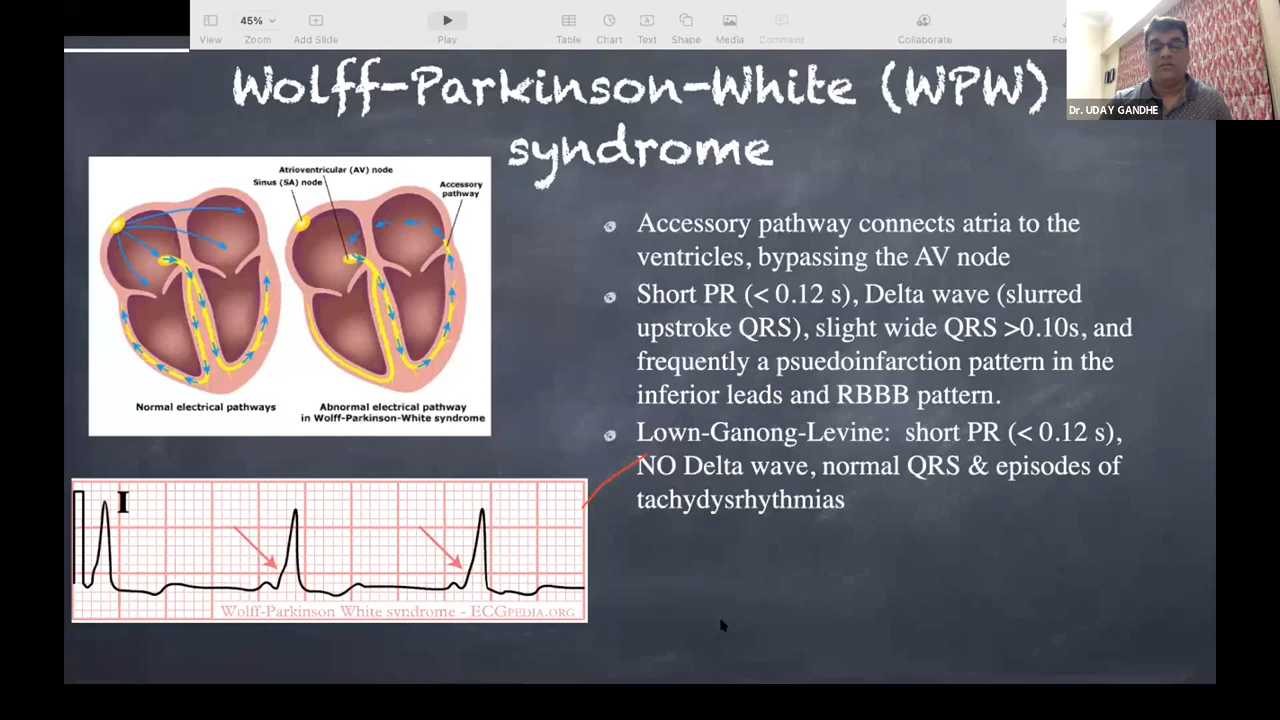 45%
View
Zoom
Add Slide
Play
Table
Chart
Text
Shape
Media
Comment
Collaborate
Dr. UDAY GANDHE
Wolff-Parkinson-White (WPW)
syndrome
Atrioventricular (AV) node
Sinus (SA) node
Accessory
pathway
Normal electrical pathways
Abnormal electrical pathway
in Wolff-Parkinson-White syndrome
Accessory pathway connects atria to the
ventricles, bypassing the AV node
Short PR (< 0.12 s), Delta wave (slurred
upstroke QRS), slight wide QRS >0.10s, and
frequently a psuedoinfarction pattern in the
inferior leads and RBBB pattern.
Lown-Ganong-Levine: short PR (< 0.12 s),
NO Delta wave, normal QRS & episodes of
tachydysrhythmias
I
Wolff-Parkinson White syndrome - ECGPEDIA.ORG